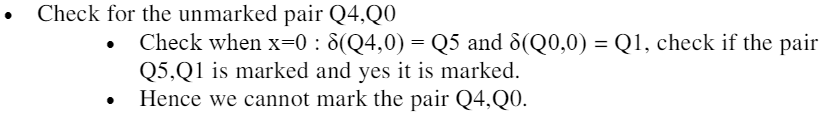 • Check for the unmarked pair Q4,Q0
• Check when x=0 : δ(Q4,0) = Q5 and δ(Q0,0) = Q1, check if the pair
Q5,Q1 is marked and yes it is marked.
• Hence we cannot mark the pair Q4,Q0.